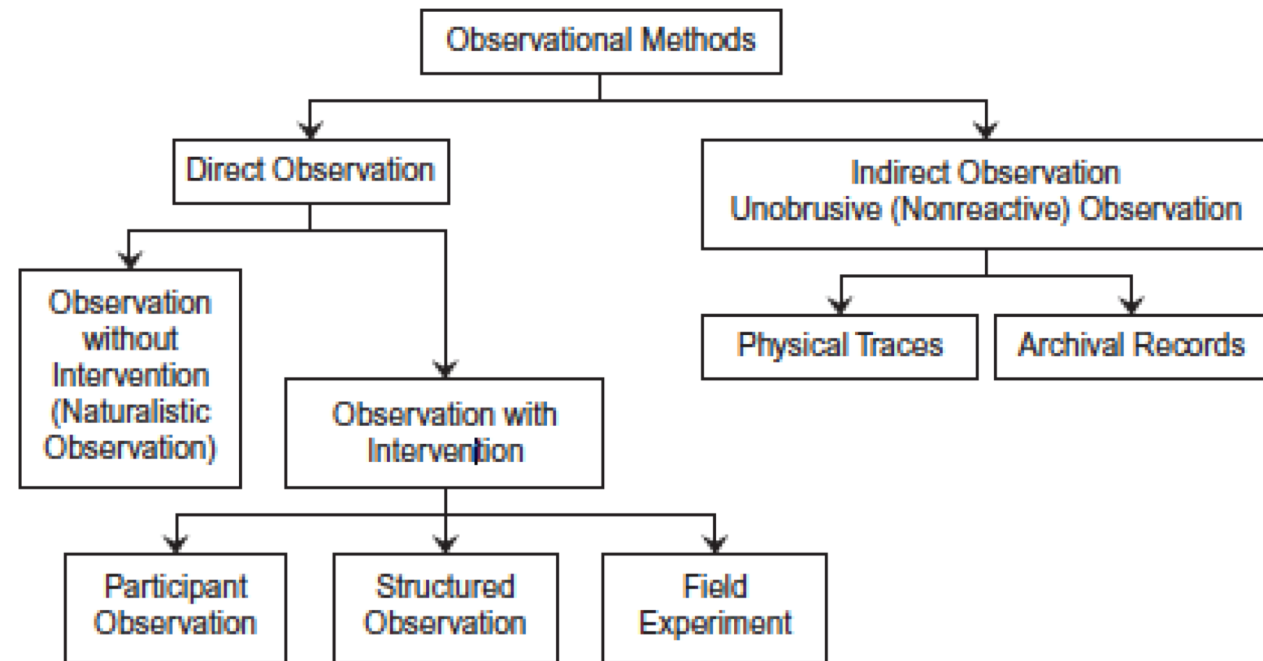 Observational Methods
Direct Observation
Indirect Observation
Unobrusive (Nonreactive) Observation
Observation
without
Intervention
(Naturalistic
Observation)
Observation with
Intervention
Physical Traces
Archival Records
Participant
Observation
Structured
Observation
Field
Experiment